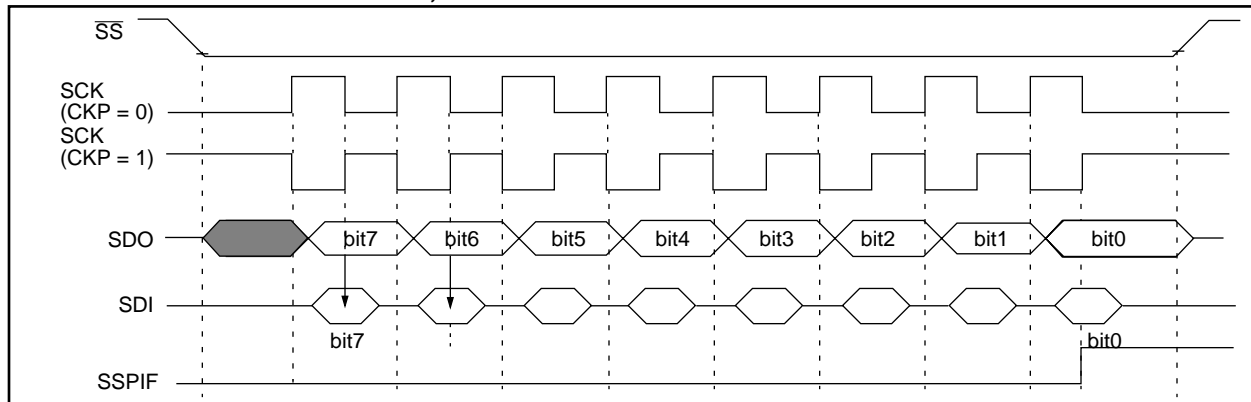 SS
SCK
(CKP = 0)
SCK
(CKP = 1)
SDO bit7 bit6 bit5 bit4 bit3 bit2 bit1 bit0
SDI
bit7 bit0
SSPIF